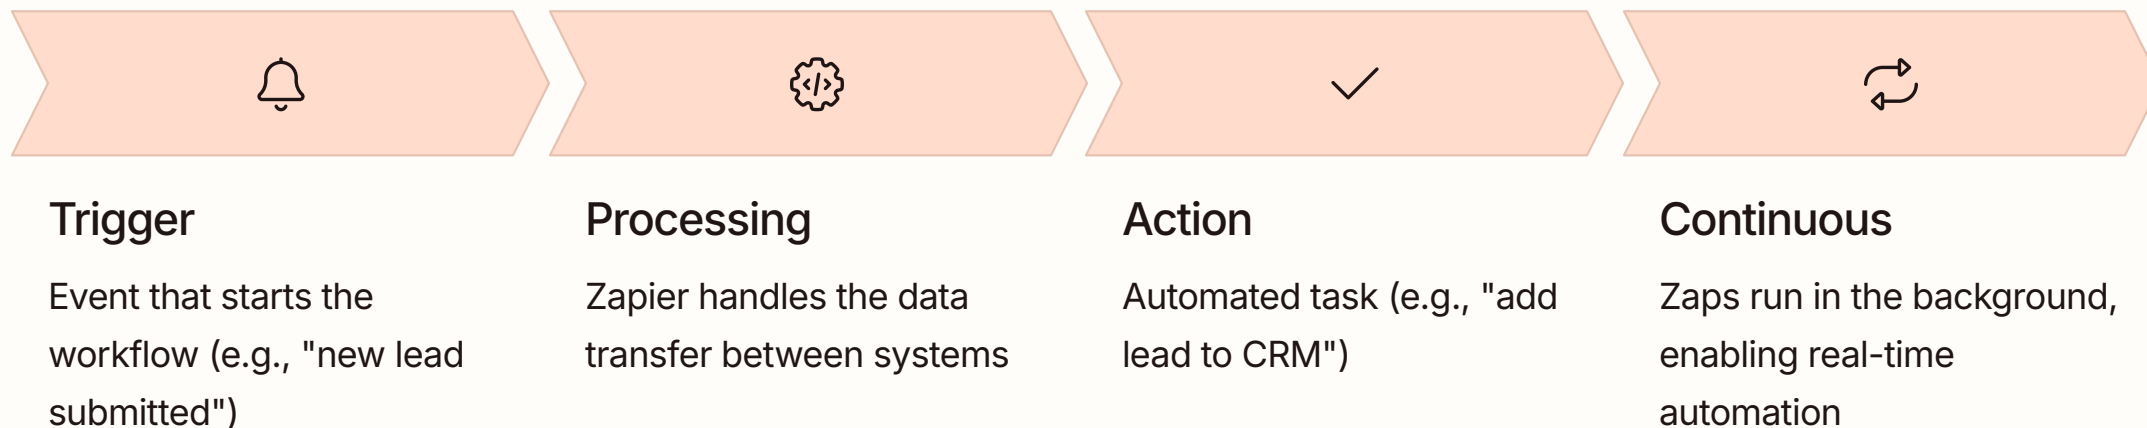 Trigger
Event that starts the
workflow (e.g., "new lead
submitted")
Processing
Zapier handles the data
transfer between systems
Action
Automated task (e.g., "add
lead to CRM")
Continuous
Zaps run in the background,
enabling real-time
automation